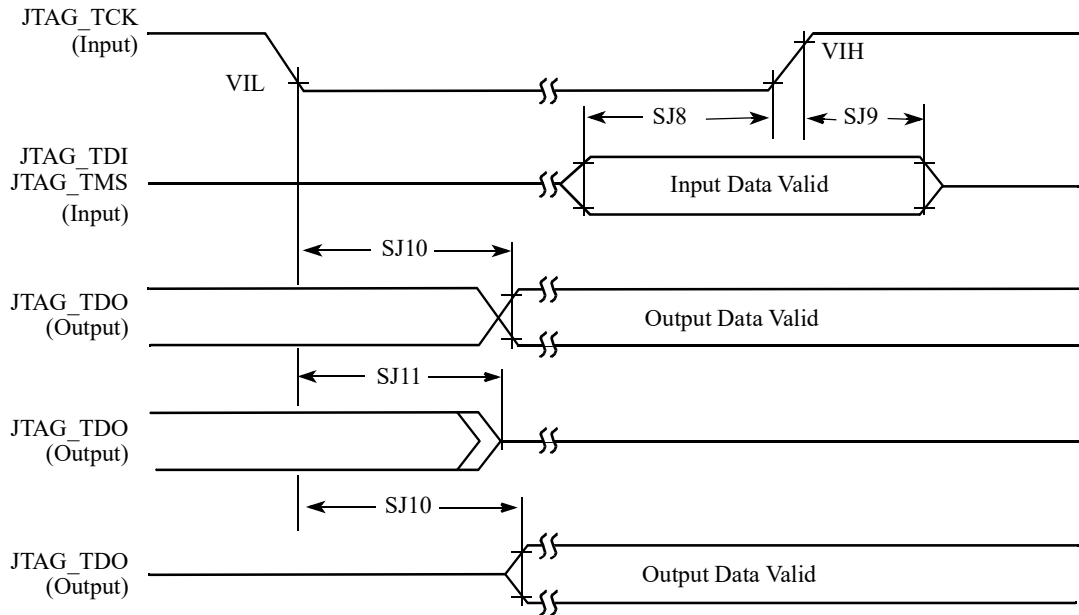 JTAG_TCK
(Input)
VIL
VIH
SJ8
SJ9
JTAG_TDI
JTAG_TMS
(Input)
Input Data Valid
SJ10
JTAG_TDO
(Output)
Output Data Valid
SJ11
JTAG_TDO
(Output)
SJ10
JTAG_TDO
(Output)
Output Data Valid